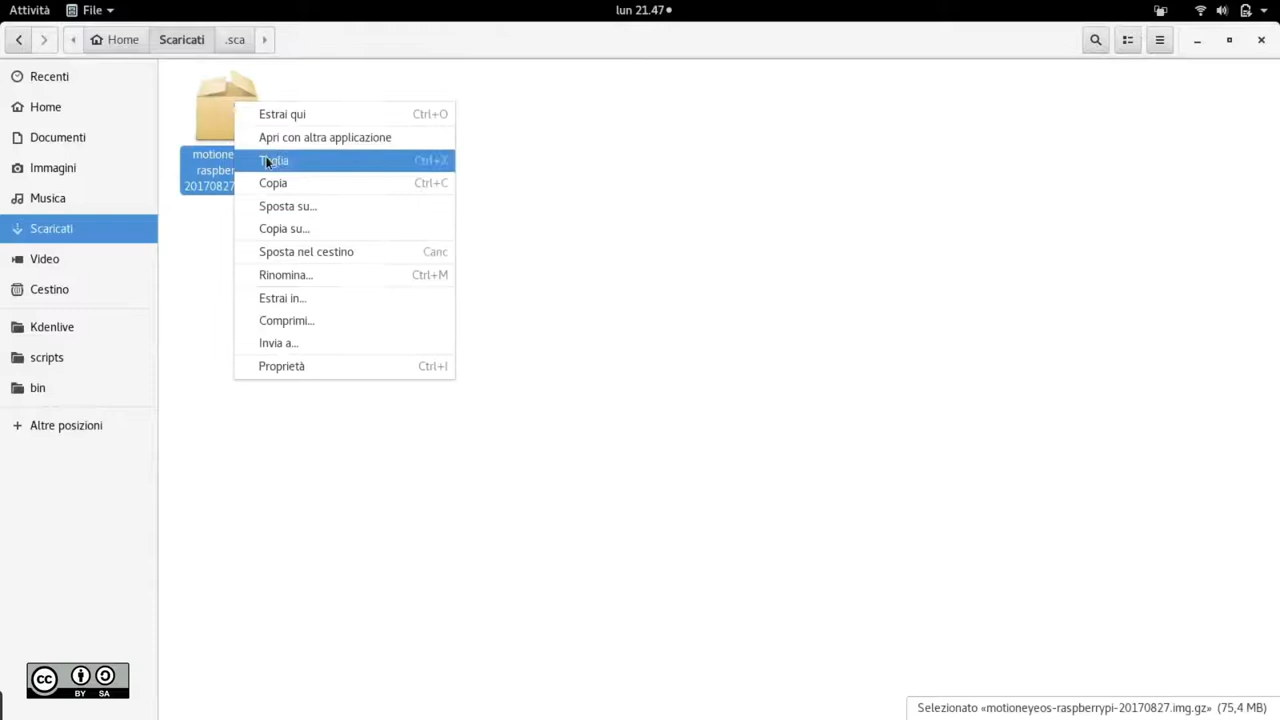 Attività File lun 21.47
Home Scaricati .sca
Recenti
Home
Documenti
Immagini
Musica
Scaricati
Video
Cestino
Kdenlive
scripts
bin
+ Altre posizioni
motione
raspber
20170827
Estrai qui Ctrl+O
Apri con altra applicazione
Taglia Ctrl+X
Copia Ctrl+C
Sposta su...
Copia su...
Sposta nel cestino Canc
Rinomina... Ctrl+M
Estrai in...
Comprimi...
Invia a...
Proprietà Ctrl+I
CC
BY SA
Selezionato «motioneyeos-raspberrypi-20170827.img.gz» (75,4 MB)